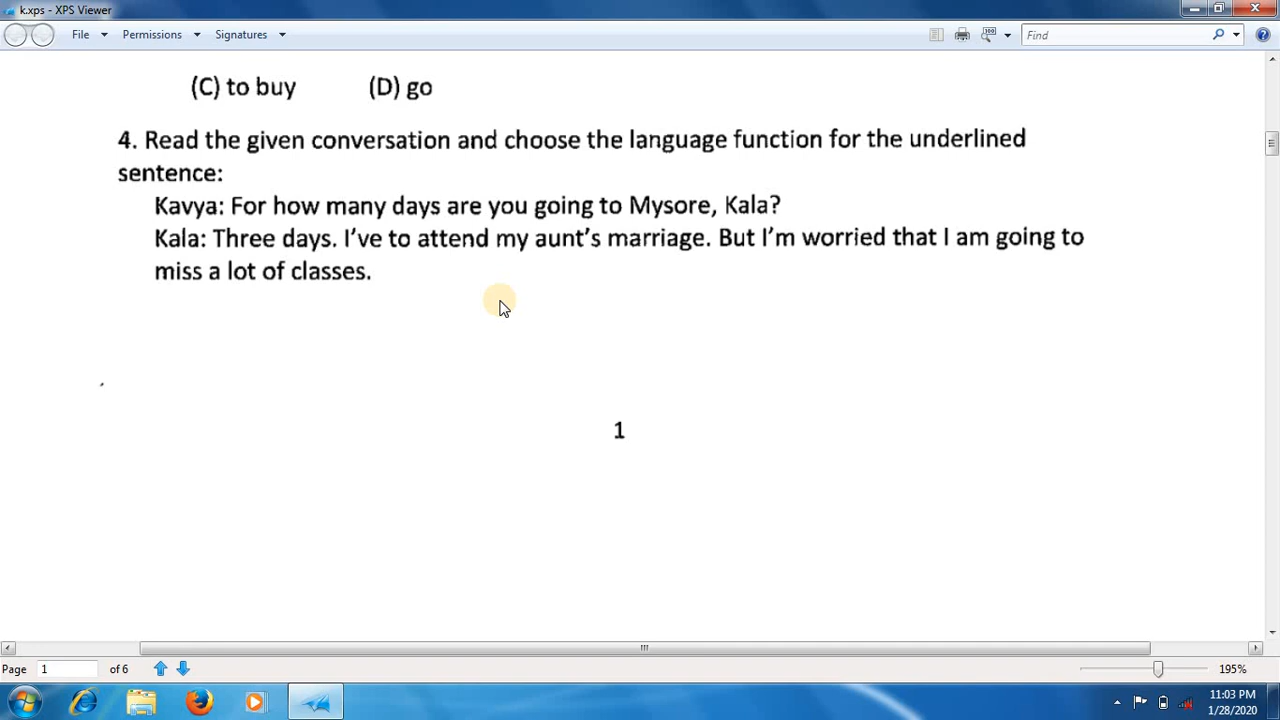 k.xps - XPS Viewer
File Permissions Signatures
Find
(C) to buy (D) go
4. Read the given conversation and choose the language function for the underlined
sentence:
Kavya: For how many days are you going to Mysore, Kala?
Kala: Three days. I've to attend my aunt's marriage. But I'm worried that I am going to
miss a lot of classes.
1
Page 1 of 6 195%
11:03 PM
1/28/2020